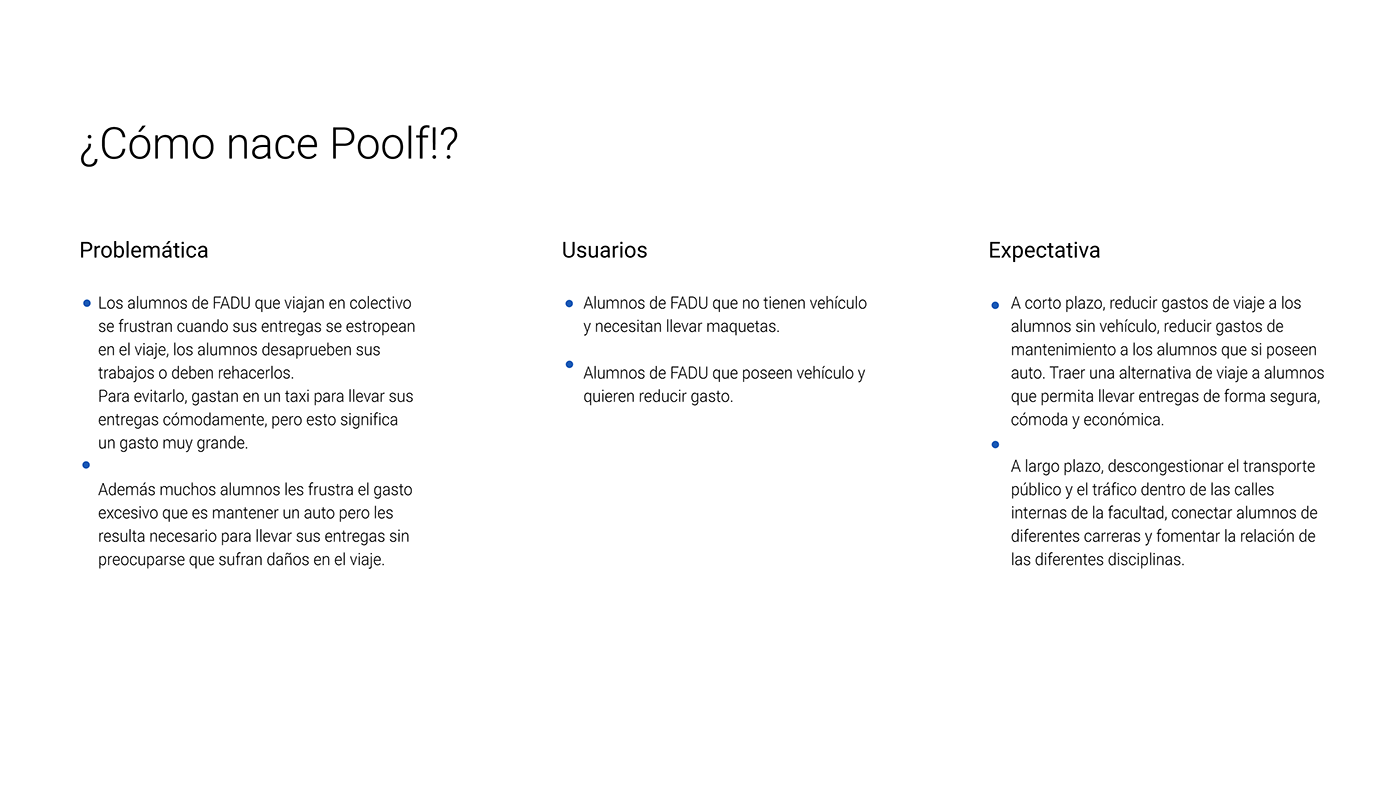 ¿Cómo nace Poolf!?
Problemática
Los alumnos de FADU que viajan en colectivo
se frustran cuando sus entregas se estropean
en el viaje, los alumnos desaprueben sus
trabajos o deben rehacerlos.
Para evitarlo, gastan en un taxi para llevar sus
entregas cómodamente, pero esto significa
un gasto muy grande.
Además muchos alumnos les frustra el gasto
excesivo que es mantener un auto pero les
resulta necesario para llevar sus entregas sin
preocuparse que sufran daños en el viaje.
Usuarios
Alumnos de FADU que no tienen vehículo
y necesitan llevar maquetas.
Alumnos de FADU que poseen vehículo y
quieren reducir gasto.
Expectativa
A corto plazo, reducir gastos de viaje a los
alumnos sin vehículo, reducir gastos de
mantenimiento a los alumnos que si poseen
auto. Traer una alternativa de viaje a alumnos
que permita llevar entregas de forma segura,
cómoda y económica.
A largo plazo, descongestionar el transporte
público y el tráfico dentro de las calles
internas de la facultad, conectar alumnos de
diferentes carreras y fomentar la relación de
las diferentes disciplinas.